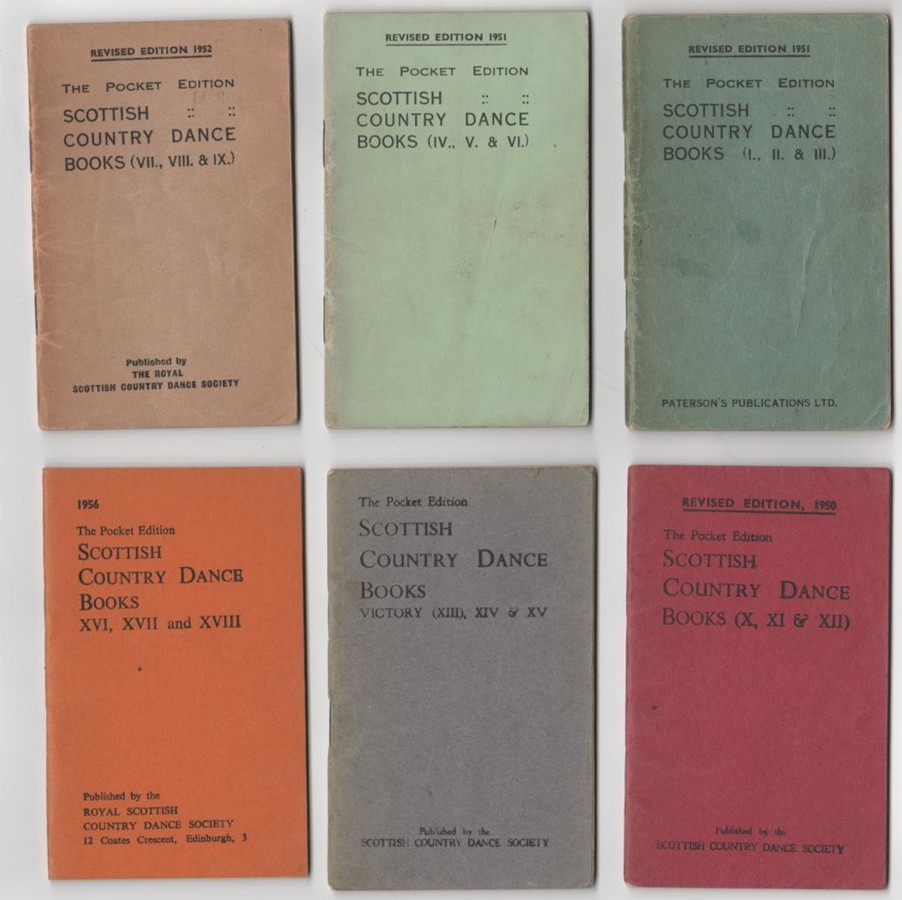 REVISED EDITION 1952
THE POCKET EDITION
SCOTTISH :: ::
COUNTRY DANCE
BOOKS (VII., VIII. & IX.)
Published by
THE ROYAL
SCOTTISH COUNTRY DANCE SOCIETY
REVISED EDITION 1951
THE POCKET EDITION
SCOTTISH :: ::
COUNTRY DANCE
BOOKS (IV., V. & VI.)
REVISED EDITION 1951
THE POCKET EDITION
SCOTTISH :: ::
COUNTRY DANCE
BOOKS (I., II. & III.)
PATERSON'S PUBLICATIONS LTD.
1956
The Pocket Edition
SCOTTISH
COUNTRY DANCE
BOOKS
XVI, XVII and XVIII
Published by the
ROYAL SCOTTISH
COUNTRY DANCE SOCIETY
12 Coates Crescent, Edinburgh, 3
The Pocket Edition
SCOTTISH
COUNTRY DANCE
BOOKS
VICTORY (XIII), XIV & XV
Published by the
SCOTTISH COUNTRY DANCE SOCIETY
REVISED EDITION, 1950
The Pocket Edition
SCOTTISH
COUNTRY DANCE
BOOKS (X, XI & XII)
Published by the
SCOTTISH COUNTRY DANCE SOCIETY